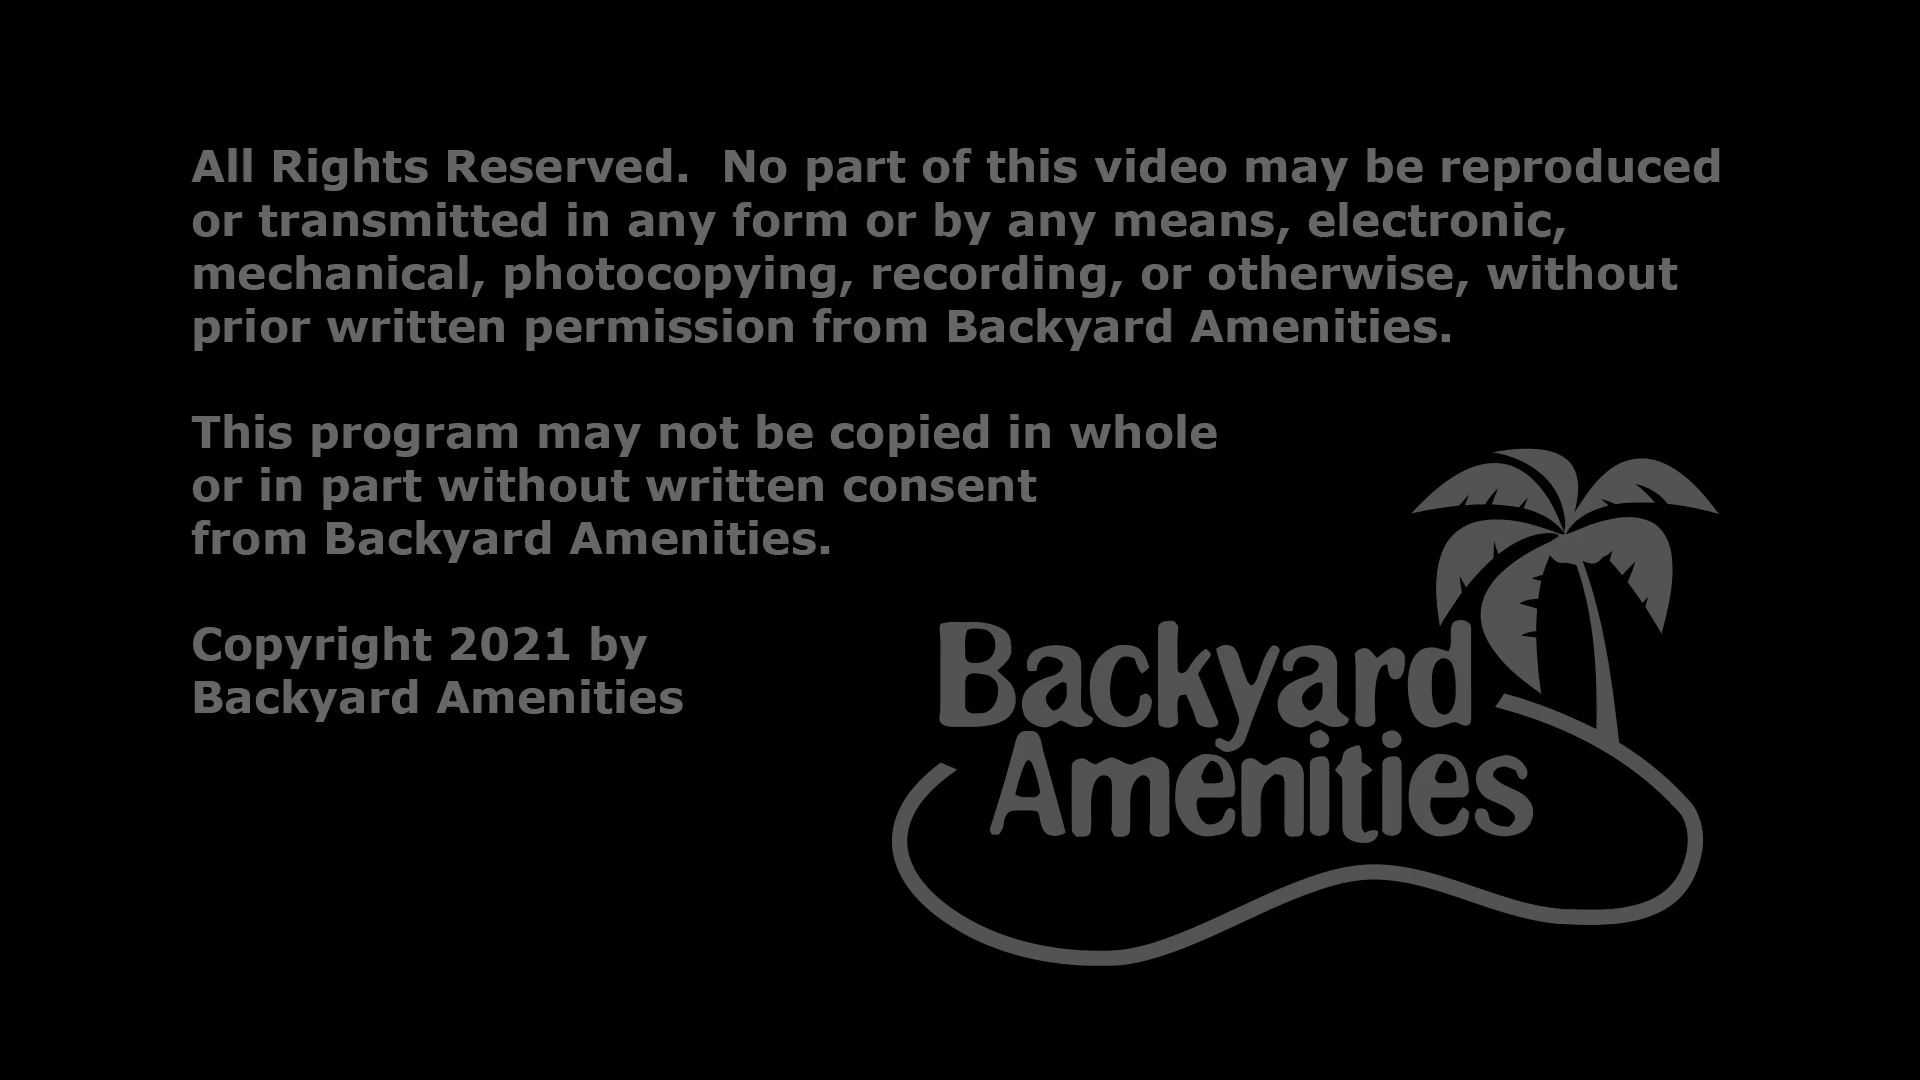 All Rights Reserved.  No part of this video may be reproduced
or transmitted in any form or by any means, electronic,
mechanical, photocopying, recording, or otherwise, without
prior written permission from Backyard Amenities.
This program may not be copied in whole
or in part without written consent
from Backyard Amenities.
Copyright 2021 by
Backyard Amenities
Backyard
Amenities